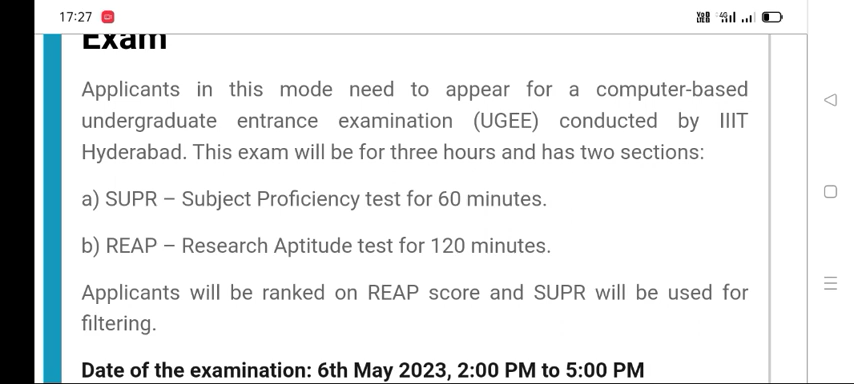 17:27
Exam
Applicants in this mode need to appear for a computer-based
undergraduate entrance examination (UGEE) conducted by IIIT
Hyderabad. This exam will be for three hours and has two sections:
a) SUPR – Subject Proficiency test for 60 minutes.
b) REAP – Research Aptitude test for 120 minutes.
Applicants will be ranked on REAP score and SUPR will be used for
filtering.
Date of the examination: 6th May 2023, 2:00 PM to 5:00 PM